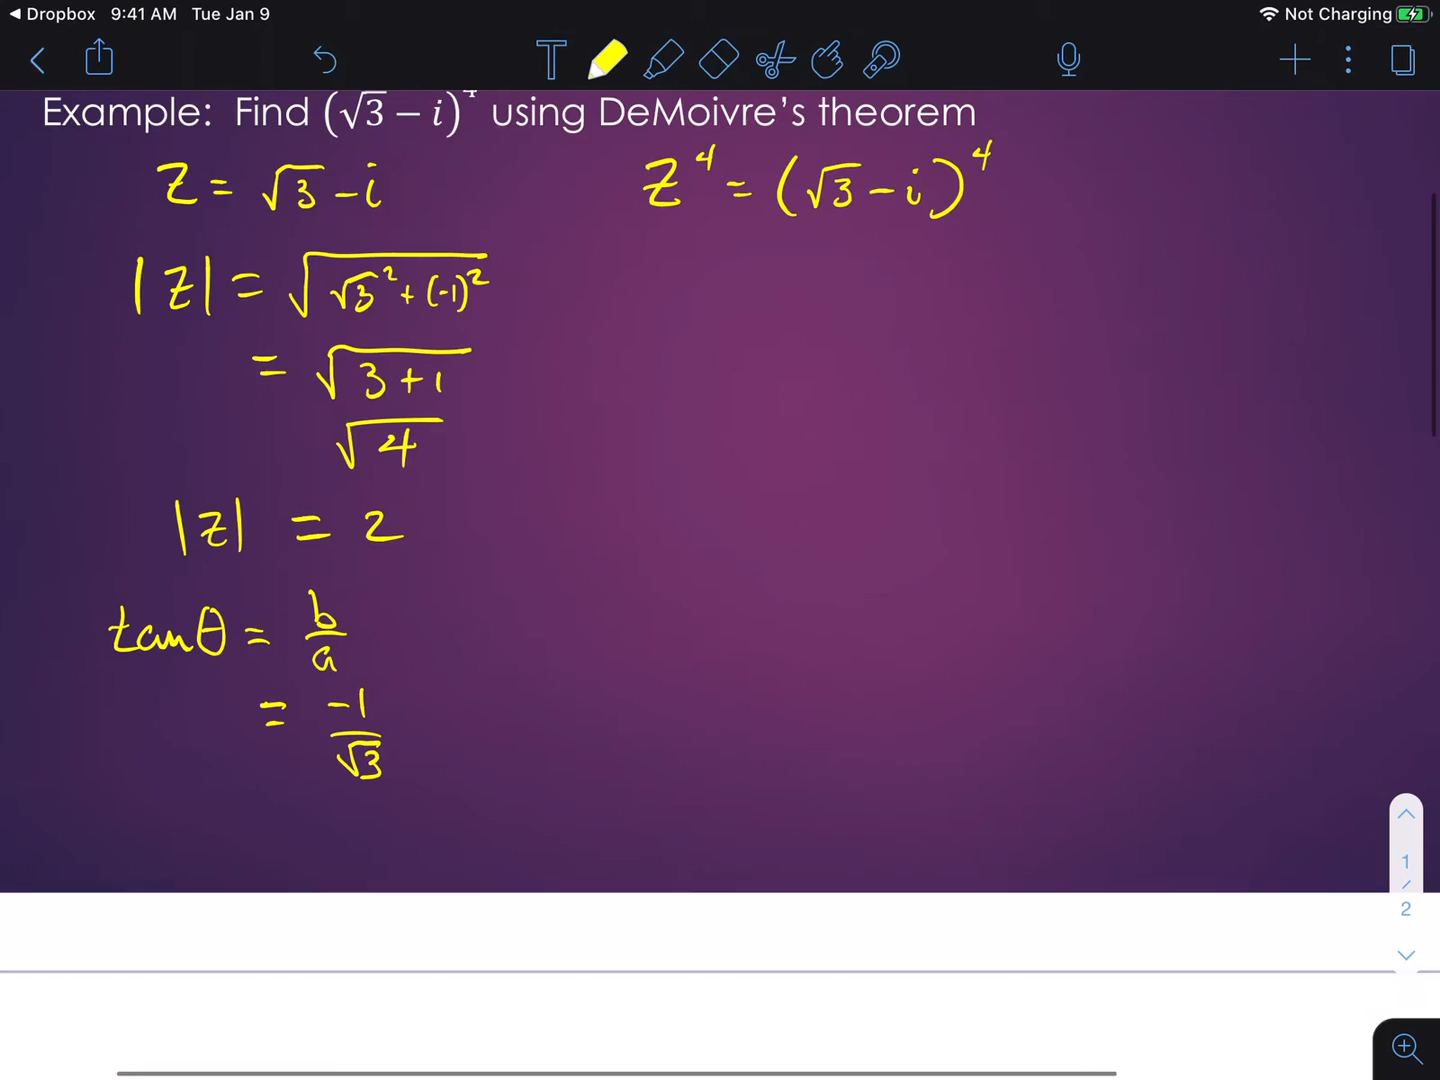 Dropbox 9:41 AM Tue Jan 9 Not Charging
T
Example: Find (√3 − i)⁴ using DeMoivre's theorem
z = √3 − i
z⁴ = (√3 − i)⁴
|z| = √(√3² + (-1)²)
= √(3 + 1)
√4
|z| = 2
tan θ = b/a
= -1/√3
1
/
2